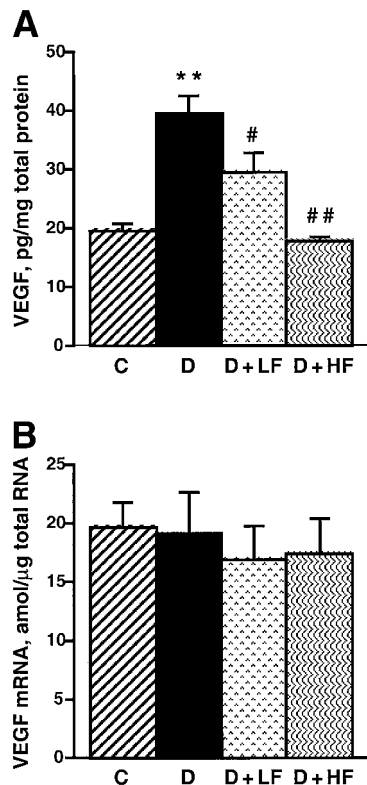 A
VEGF, pg/mg total protein
50
40
30
20
10
0
* *
#
# #
C D D+LF D+HF
B
VEGF mRNA, amol/µg total RNA
25
20
15
10
5
0
C D D+LF D+HF